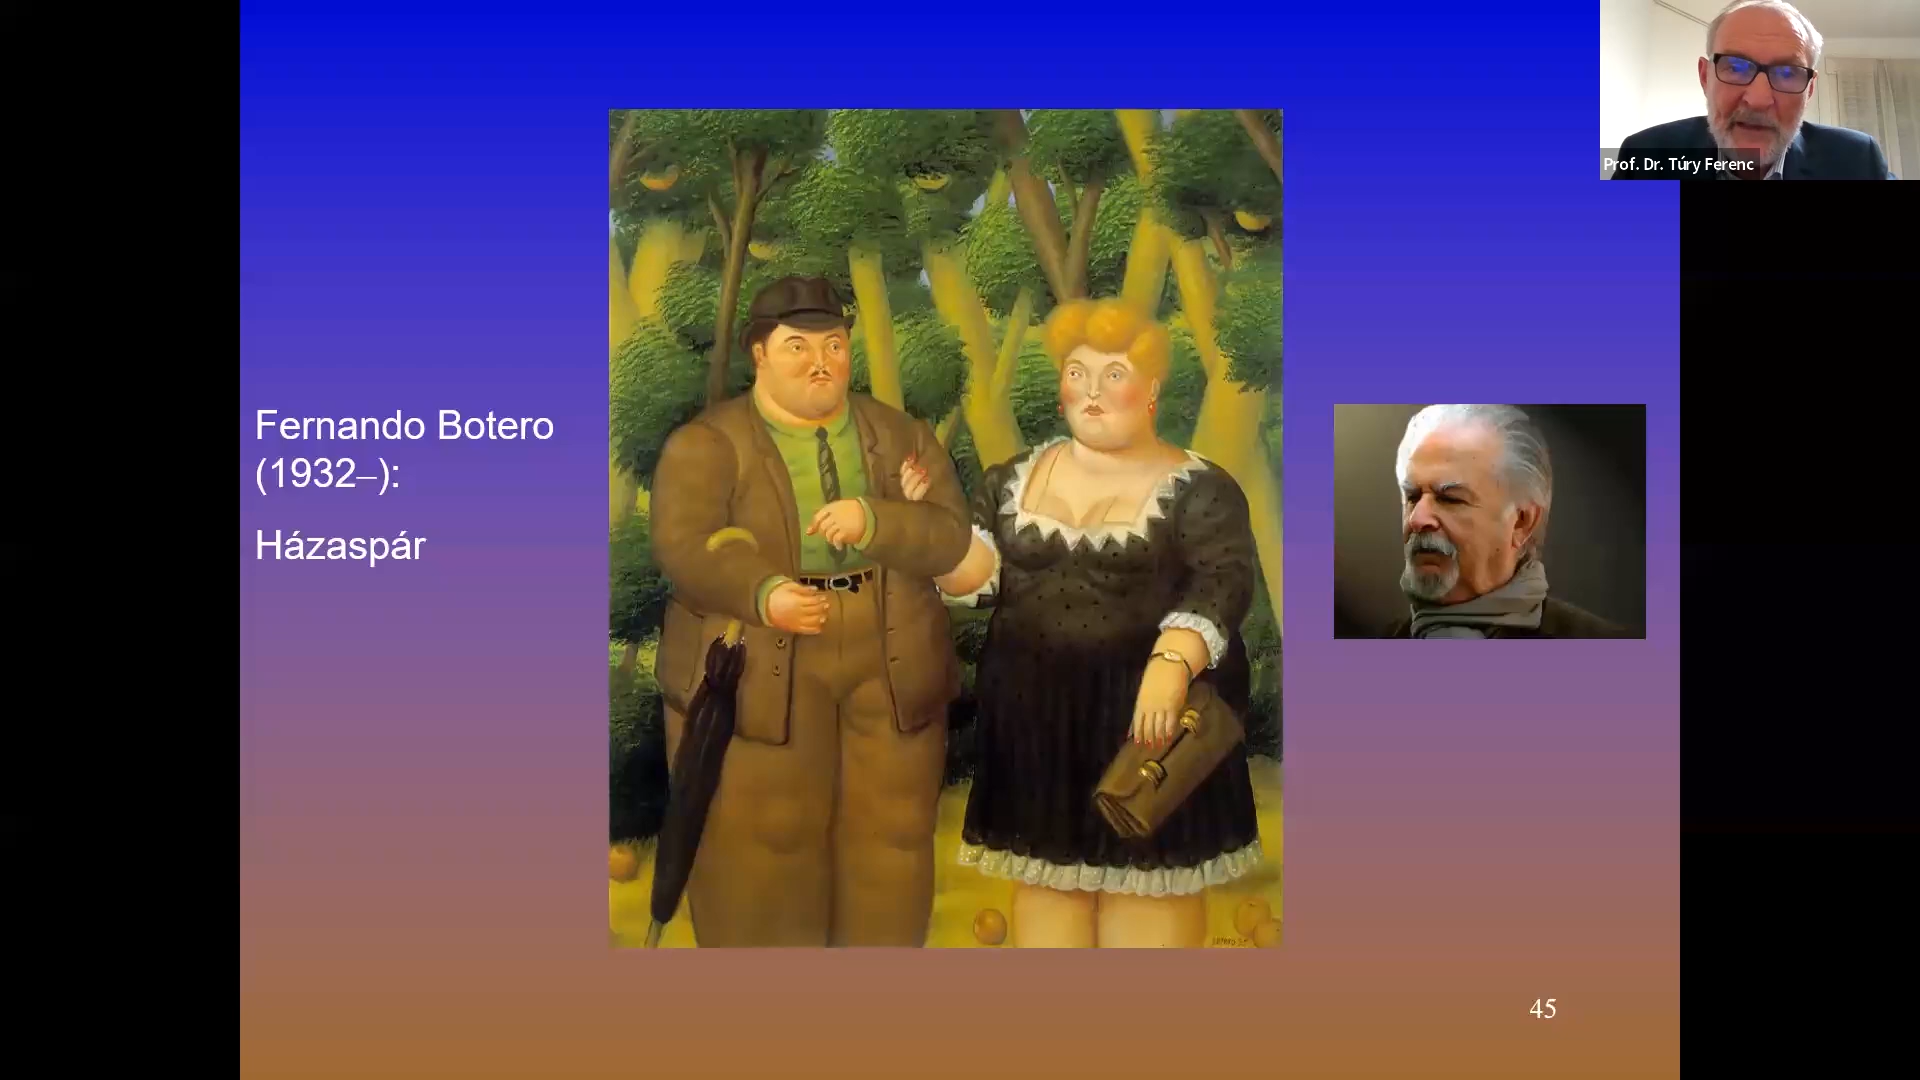 Prof. Dr. Túry Ferenc
Fernando Botero
(1932–):
Házaspár
45